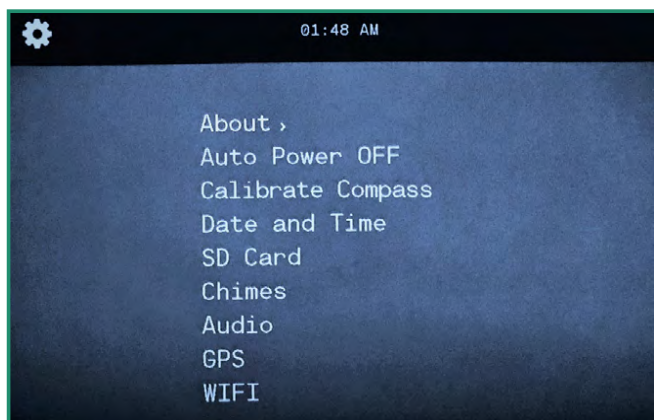 01:48 AM
About ›
Auto Power OFF
Calibrate Compass
Date and Time
SD Card
Chimes
Audio
GPS
WIFI